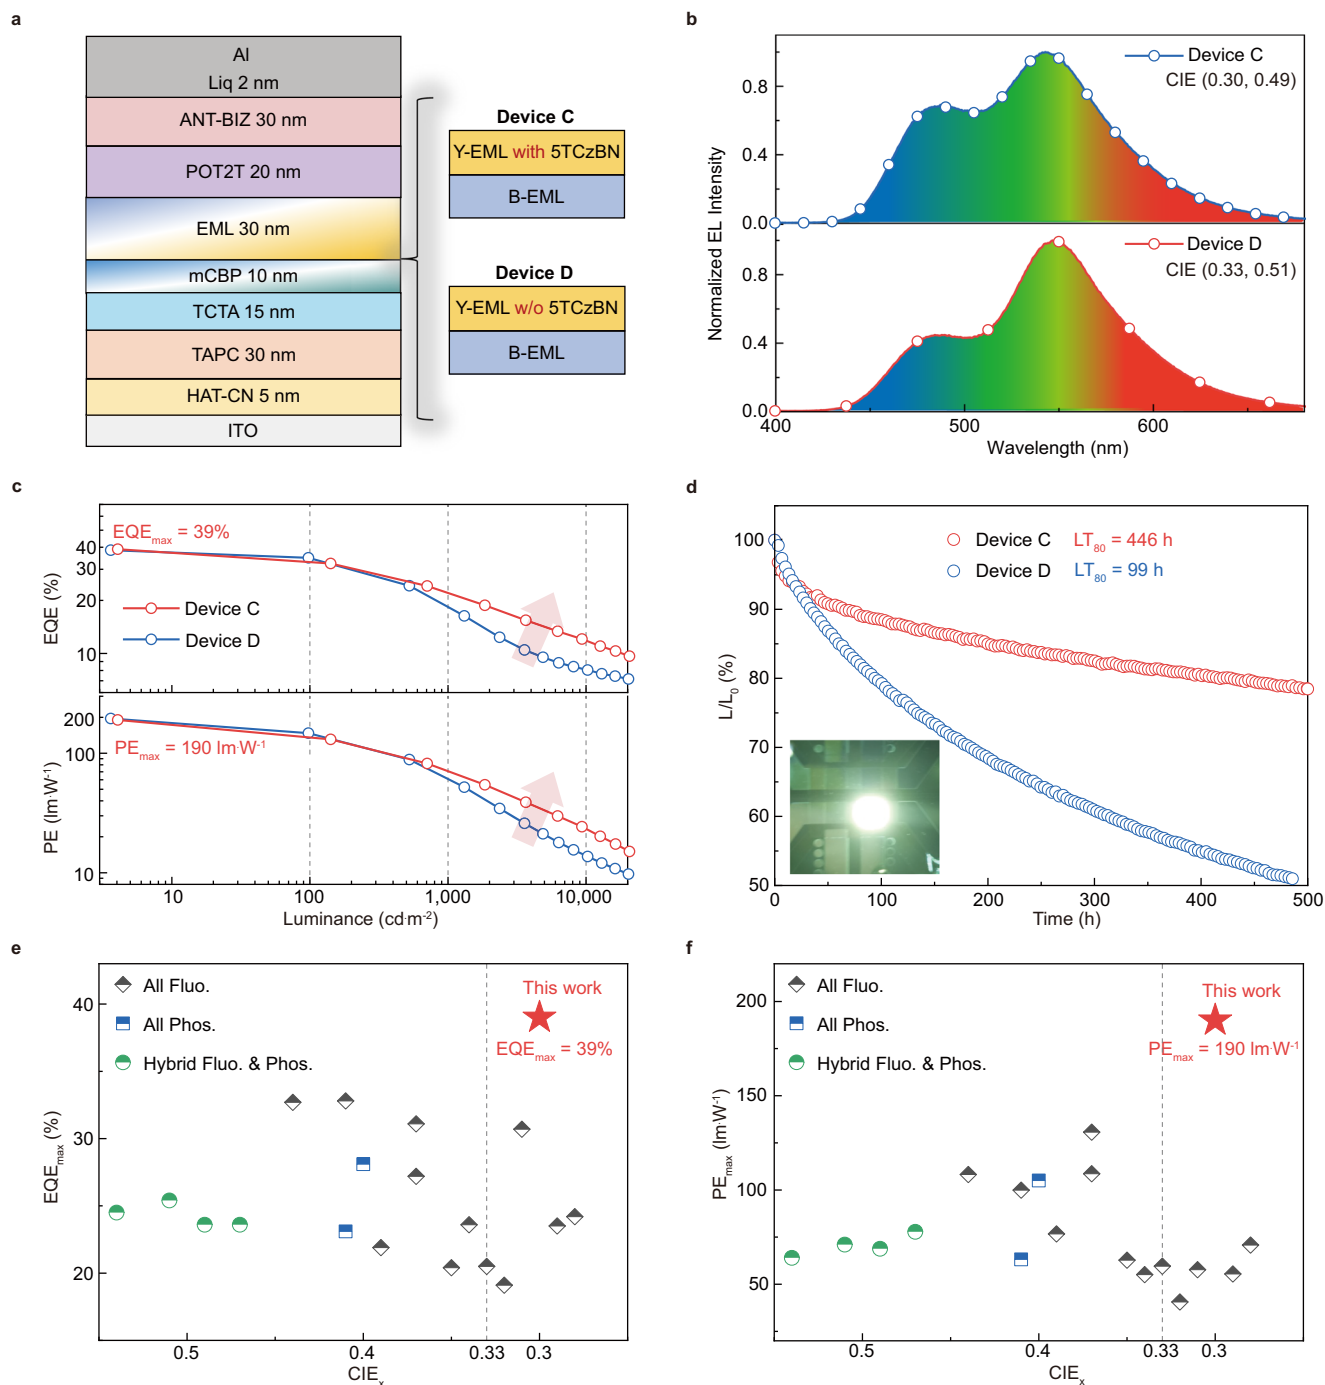 a
Al
Liq 2 nm
ANT-BIZ 30 nm
POT2T 20 nm
EML 30 nm
mCBP 10 nm
TCTA 15 nm
TAPC 30 nm
HAT-CN 5 nm
ITO
Device C
Y-EML with 5TCzBN
B-EML
Device D
Y-EML w/o 5TCzBN
B-EML
b
Device C
CIE (0.30, 0.49)
Device D
CIE (0.33, 0.51)
0.8
0.4
0.0
0.8
0.4
0.0
400
500
600
Normalized EL Intensity
Wavelength (nm)
c
EQEmax = 39%
Device C
Device D
40
30
20
10
EQE (%)
PEmax = 190 lm·W⁻¹
200
100
10
PE (lm·W⁻¹)
10
100
1,000
10,000
Luminance (cd·m⁻²)
d
Device C LT80 = 446 h
Device D LT80 = 99 h
100
90
80
70
60
50
L/L0 (%)
0
100
200
300
400
500
Time (h)
e
All Fluo.
All Phos.
Hybrid Fluo. & Phos.
This work
EQEmax = 39%
40
30
20
EQEmax (%)
0.5
0.4
0.33
0.3
CIEx
f
All Fluo.
All Phos.
Hybrid Fluo. & Phos.
This work
PEmax = 190 lm·W⁻¹
200
150
100
50
PEmax (lm·W⁻¹)
0.5
0.4
0.33
0.3
CIEx